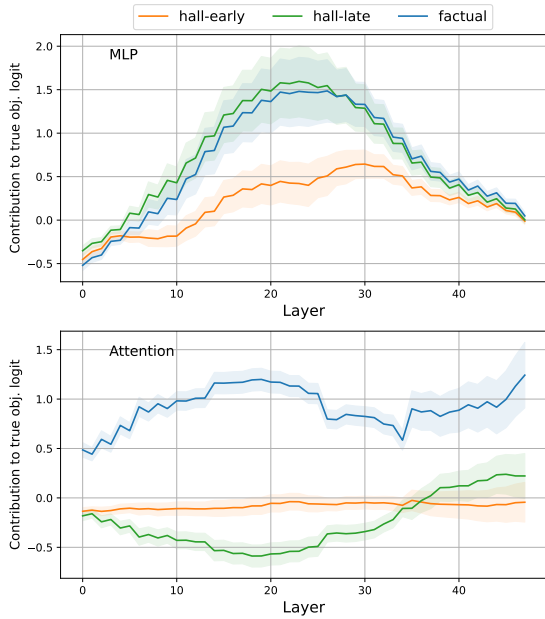 hall-early hall-late factual
MLP
Contribution to true obj. logit
2.0
1.5
1.0
0.5
0.0
−0.5
0 10 20 30 40
Layer
Attention
Contribution to true obj. logit
1.5
1.0
0.5
0.0
−0.5
0 10 20 30 40
Layer